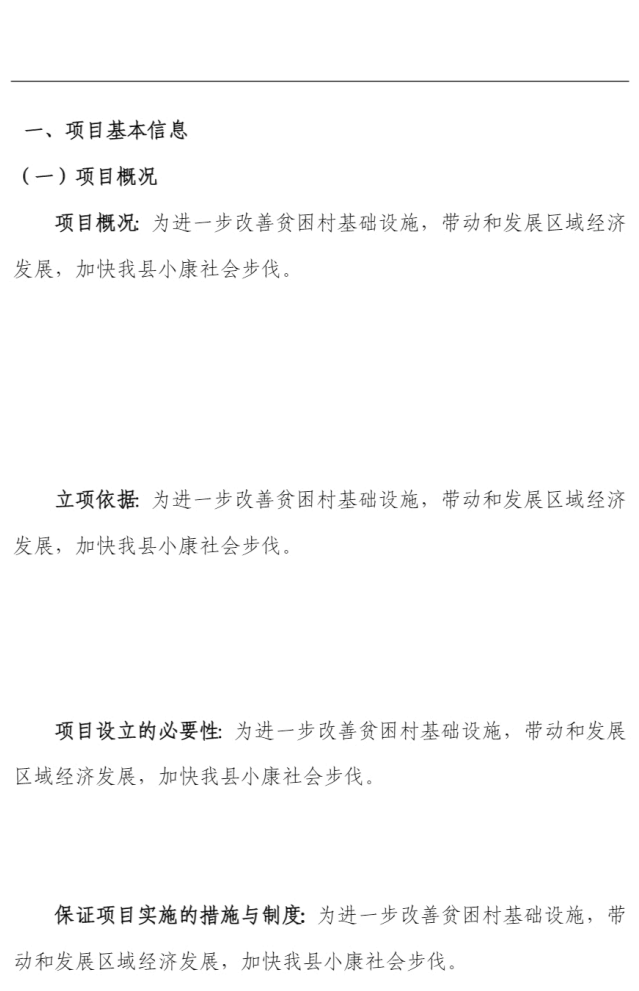 一、项目基本信息
（一）项目概况
项目概况: 为进一步改善贫困村基础设施，带动和发展区域经济
发展，加快我县小康社会步伐。
立项依据: 为进一步改善贫困村基础设施，带动和发展区域经济
发展，加快我县小康社会步伐。
项目设立的必要性: 为进一步改善贫困村基础设施，带动和发展
区域经济发展，加快我县小康社会步伐。
保证项目实施的措施与制度: 为进一步改善贫困村基础设施，带
动和发展区域经济发展，加快我县小康社会步伐。